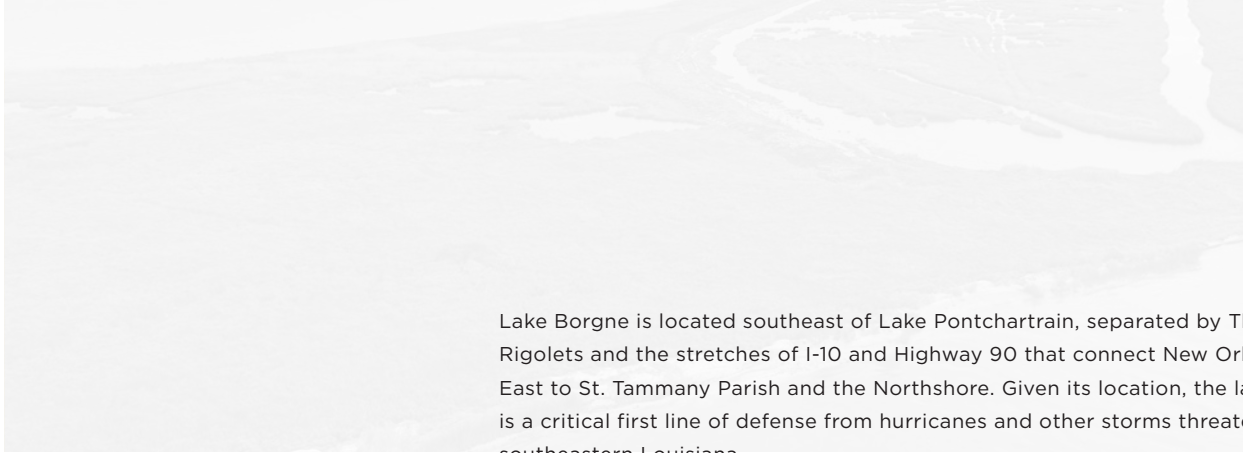 Lake Borgne is located southeast of Lake Pontchartrain, separated by
Rigolets and the stretches of I-10 and Highway 90 that connect New
East to St. Tammany Parish and the Northshore. Given its location, the
is a critical first line of defense from hurricanes and other storms
southeastern Louisiana